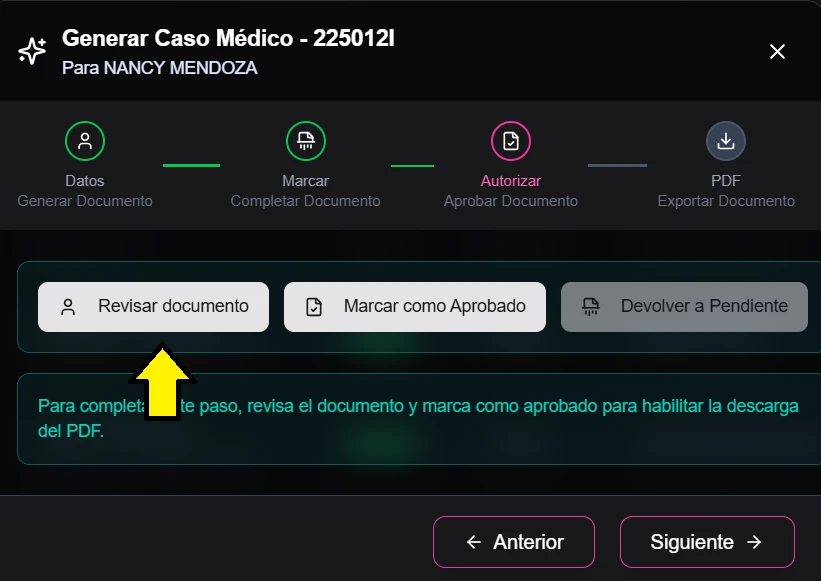 Generar Caso Médico - 225012I
Para NANCY MENDOZA
Datos
Generar Documento
Marcar
Completar Documento
Autorizar
Aprobar Documento
PDF
Exportar Documento
Revisar documento
Marcar como Aprobado
Devolver a Pendiente
Para complet te paso, revisa el documento y marca como aprobado para habilitar la descarga
del PDF.
Anterior
Siguiente